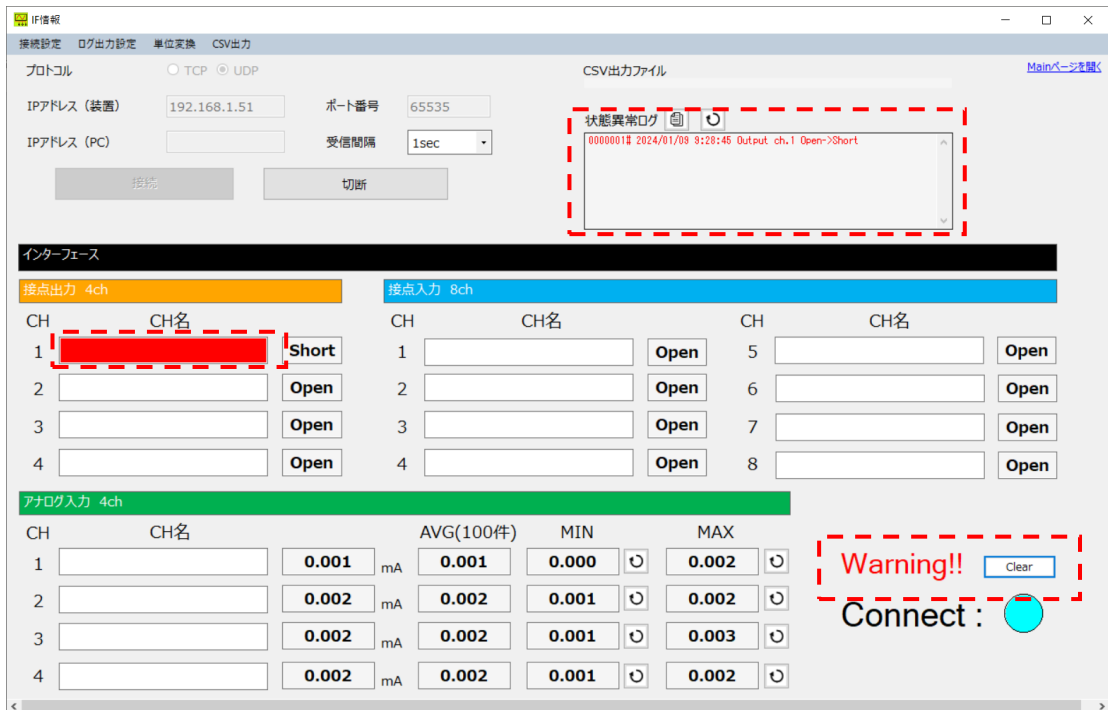 IF情報
接続設定 ログ出力設定 単位変換 CSV出力
プロトコル TCP UDP CSV出力ファイル Mainページを開く
IPアドレス（装置） 192.168.1.51 ポート番号 65535
状態異常ログ
IPアドレス（PC） 受信間隔 1sec
0000001# 2024/01/09 9:28:45 Output ch.1 Open->Short
接続 切断
インターフェース
接点出力 4ch 接点入力 8ch
CH CH名 CH CH名 CH CH名
1 Short 1 Open 5 Open
2 Open 2 Open 6 Open
3 Open 3 Open 7 Open
4 Open 4 Open 8 Open
アナログ入力 4ch
CH CH名 AVG(100件) MIN MAX
1 0.001 mA 0.001 0.000 0.002
Warning!! Clear
2 0.002 mA 0.002 0.001 0.002
Connect :
3 0.002 mA 0.002 0.001 0.003
4 0.002 mA 0.002 0.001 0.002